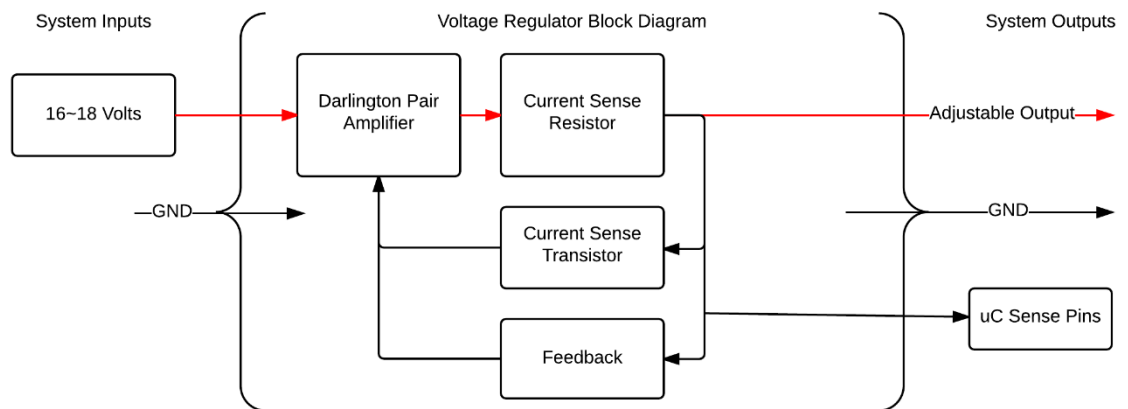 System Inputs
Voltage Regulator Block Diagram
System Outputs
16~18 Volts
Darlington Pair
Amplifier
Current Sense
Resistor
Adjustable Output
GND
GND
Current Sense
Transistor
uC Sense Pins
Feedback